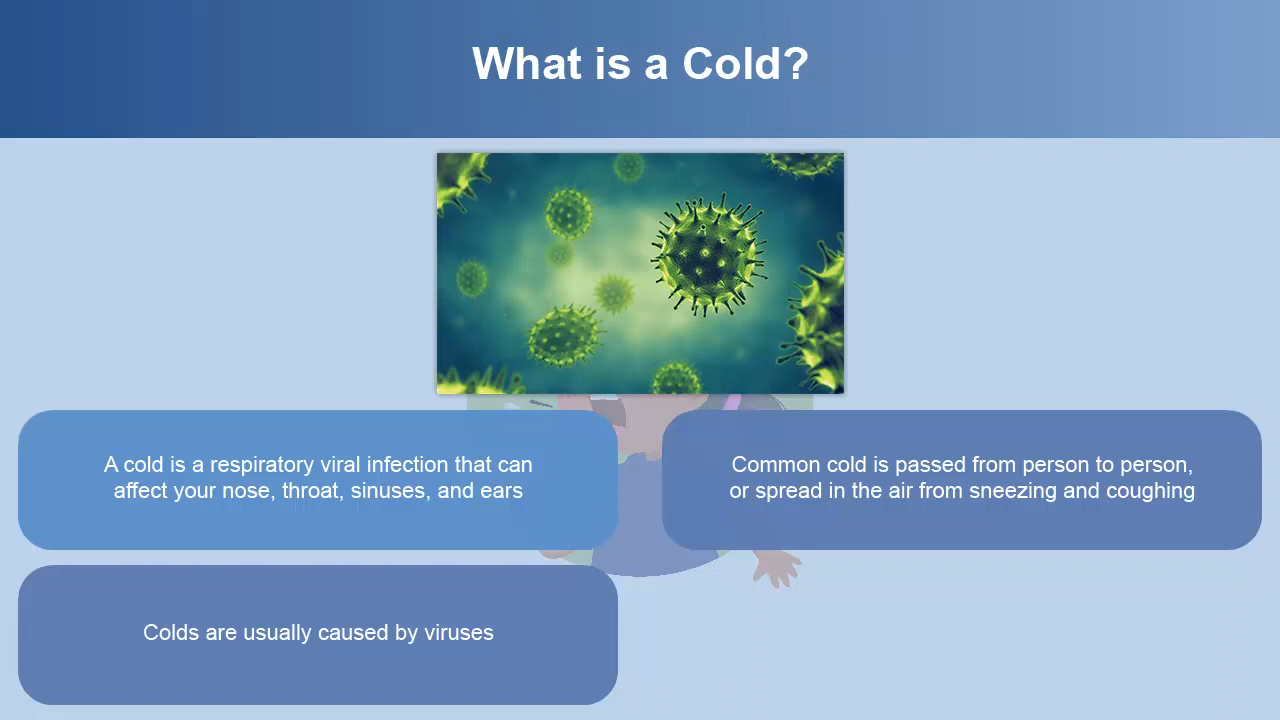 What is a Cold?
A cold is a respiratory viral infection that can
affect your nose, throat, sinuses, and ears
Common cold is passed from person to person,
or spread in the air from sneezing and coughing
Colds are usually caused by viruses